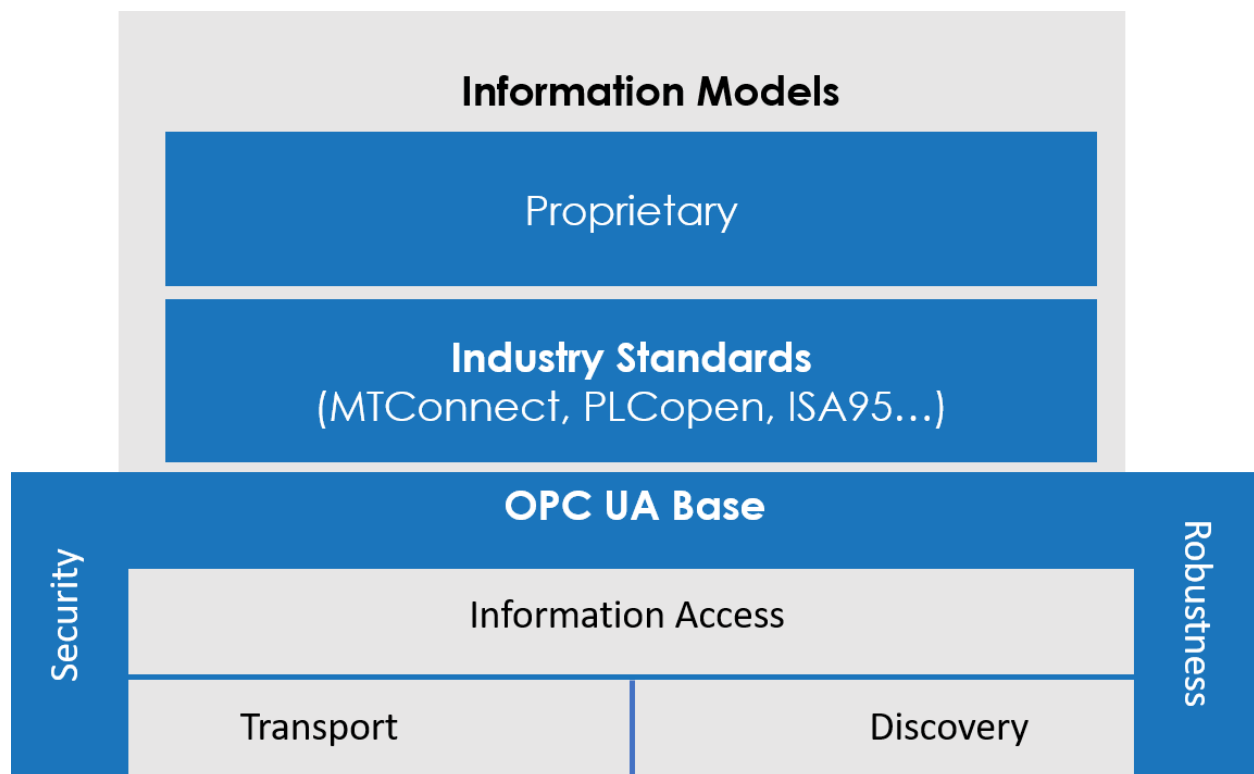 Information Models
Proprietary
Industry Standards
(MTConnect, PLCopen, ISA95...)
OPC UA Base
Security
Robustness
Information Access
Transport
Discovery